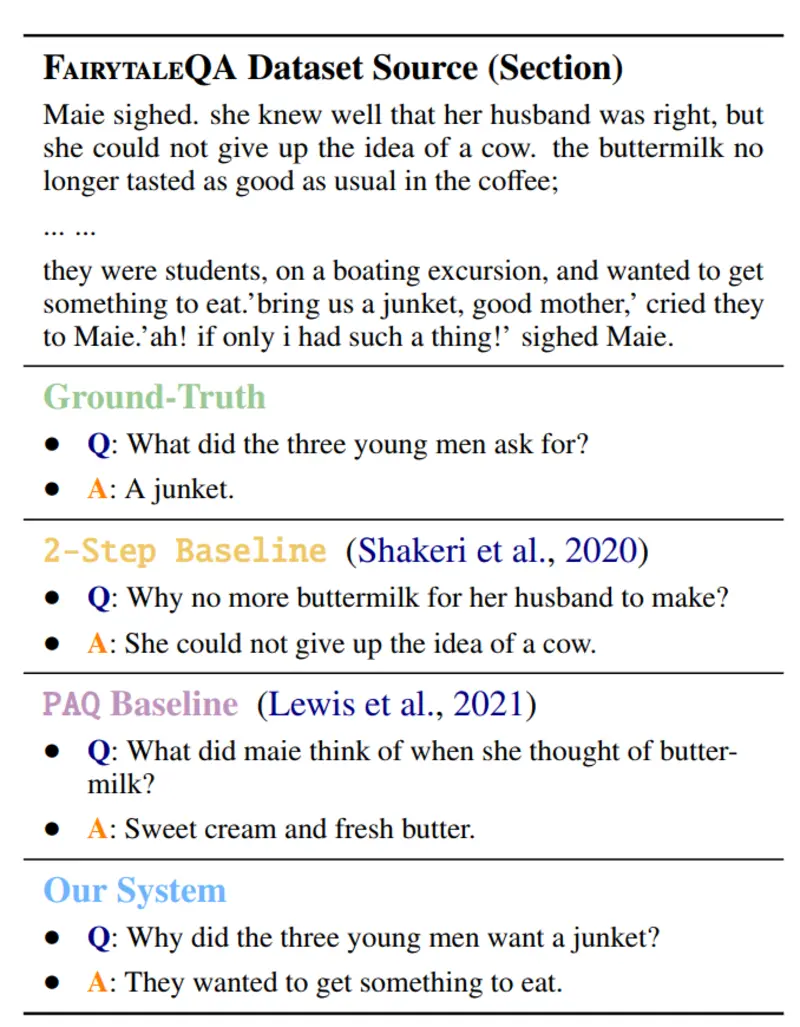 FAIRYTALEQA Dataset Source (Section)
Maie sighed. she knew well that her husband was right, but
she could not give up the idea of a cow. the buttermilk no
longer tasted as good as usual in the coffee;
... ...
they were students, on a boating excursion, and wanted to get
something to eat.’bring us a junket, good mother,’ cried they
to Maie.’ah! if only i had such a thing!’ sighed Maie.
Ground-Truth
● Q: What did the three young men ask for?
● A: A junket.
2-Step Baseline (Shakeri et al., 2020)
● Q: Why no more buttermilk for her husband to make?
● A: She could not give up the idea of a cow.
PAQ Baseline (Lewis et al., 2021)
● Q: What did maie think of when she thought of butter-
milk?
● A: Sweet cream and fresh butter.
Our System
● Q: Why did the three young men want a junket?
● A: They wanted to get something to eat.